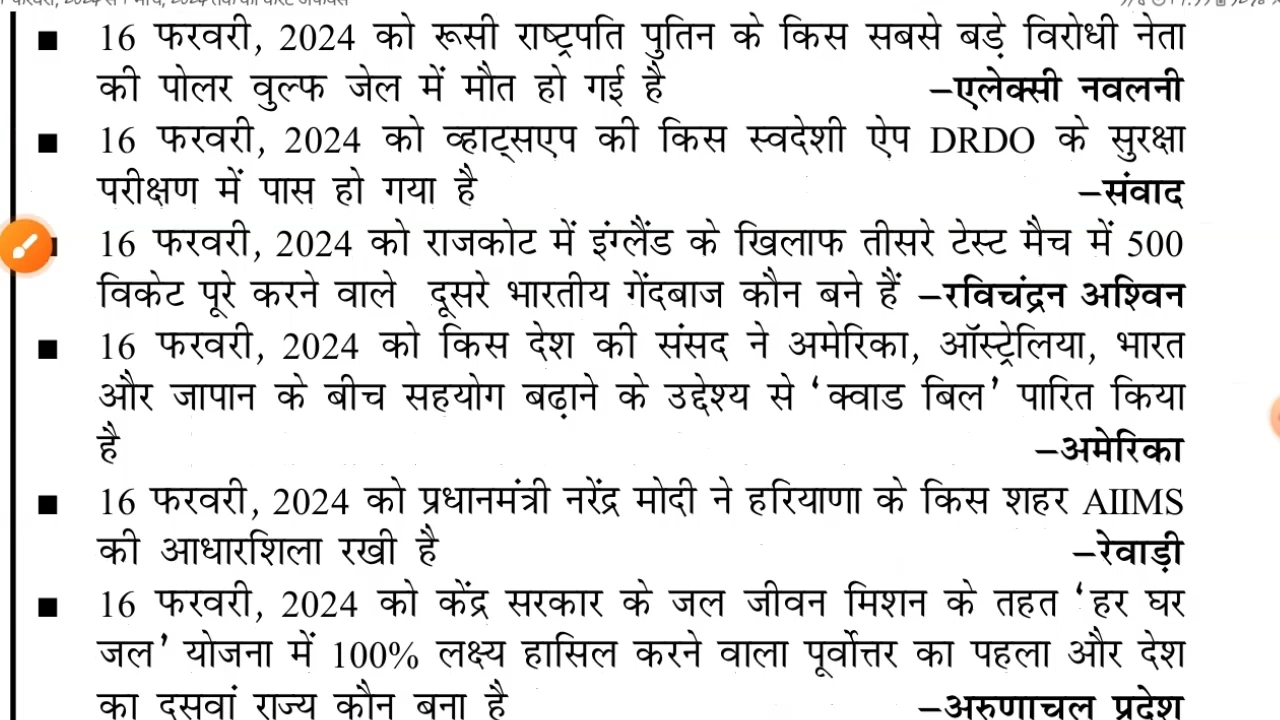 16 फरवरी, 2024 को रूसी राष्ट्रपति पुतिन के किस सबसे बड़े विरोधी नेता
की पोलर वुल्फ जेल में मौत हो गई है –एलेक्सी नवलनी
16 फरवरी, 2024 को व्हाट्सएप की किस स्वदेशी ऐप DRDO के सुरक्षा
परीक्षण में पास हो गया है –संवाद
16 फरवरी, 2024 को राजकोट में इंग्लैंड के खिलाफ तीसरे टेस्ट मैच में 500
विकेट पूरे करने वाले दूसरे भारतीय गेंदबाज कौन बने हैं –रविचंद्रन अश्विन
16 फरवरी, 2024 को किस देश की संसद ने अमेरिका, ऑस्ट्रेलिया, भारत
और जापान के बीच सहयोग बढ़ाने के उद्देश्य से ‘क्वाड बिल’ पारित किया
है –अमेरिका
16 फरवरी, 2024 को प्रधानमंत्री नरेंद्र मोदी ने हरियाणा के किस शहर AIIMS
की आधारशिला रखी है –रेवाड़ी
16 फरवरी, 2024 को केंद्र सरकार के जल जीवन मिशन के तहत ‘हर घर
जल’ योजना में 100% लक्ष्य हासिल करने वाला पूर्वोत्तर का पहला और देश
का दसवां राज्य कौन बना है –अरुणाचल प्रदेश